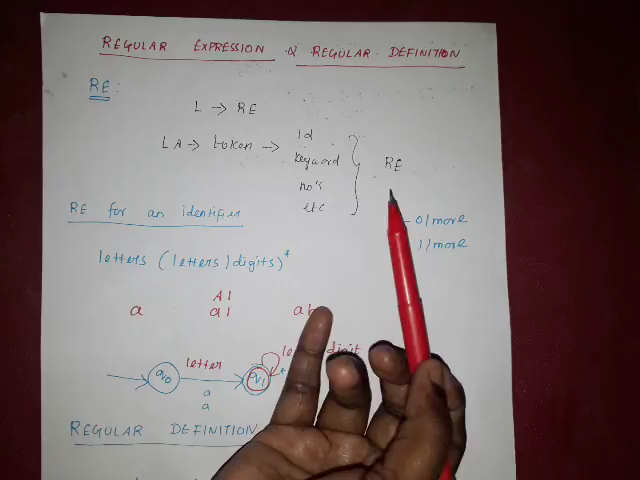 REGULAR EXPRESSION & REGULAR DEFINITION
RE:
L → RE
LA → token → id
keyword
no's
etc
RE
RE for an identifier
- 0/more
1/more
letters (letters/digits)*
a
A1
a1
letter
digit
q0
q1
*
a
a
REGULAR DEFINITION